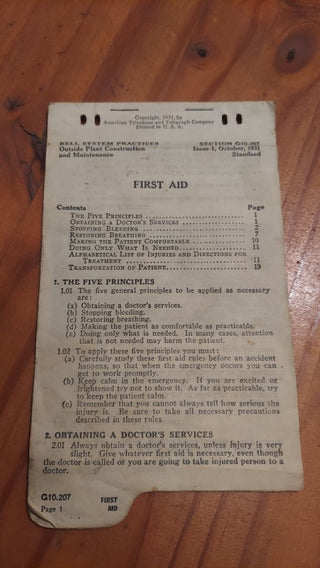 Copyright, 1931, by
American Telephone and Telegraph Company
Printed in U. S. A.
BELL SYSTEM PRACTICES
Outside Plant Construction
and Maintenance
SECTION G10.207
Issue 1, October, 1931
Standard
FIRST AID
Contents Page
THE FIVE PRINCIPLES 1
OBTAINING A DOCTOR'S SERVICES 1
STOPPING BLEEDING 2
RESTORING BREATHING 7
MAKING THE PATIENT COMFORTABLE 10
DOING ONLY WHAT IS NEEDED 11
ALPHABETICAL LIST OF INJURIES AND DIRECTIONS FOR
TREATMENT 11
TRANSPORTATION OF PATIENT 19
1. THE FIVE PRINCIPLES
1.01 The five general principles to be applied as necessary
are:
(a) Obtaining a doctor's services.
(b) Stopping bleeding.
(c) Restoring breathing.
(d) Making the patient as comfortable as practicable.
(e) Doing only what is needed. In many cases, attention
that is not needed may harm the patient.
1.02 To apply these five principles you must:
(a) Carefully study these first aid rules before an accident
happens, so that when the emergency occurs you can
get to work promptly.
(b) Keep calm in the emergency. If you are excited or
frightened try not to show it. As far as practicable, try
to keep the patient calm.
(c) Remember that you cannot always tell how serious the
injury is. Be sure to take all necessary precautions
described in these rules.
2. OBTAINING A DOCTOR'S SERVICES
2.01 Always obtain a doctor's services, unless injury is very
slight. Give whatever first aid is necessary, even though
the doctor is called or you are going to take injured person to a
doctor.
G10.207
Page 1
FIRST
AID